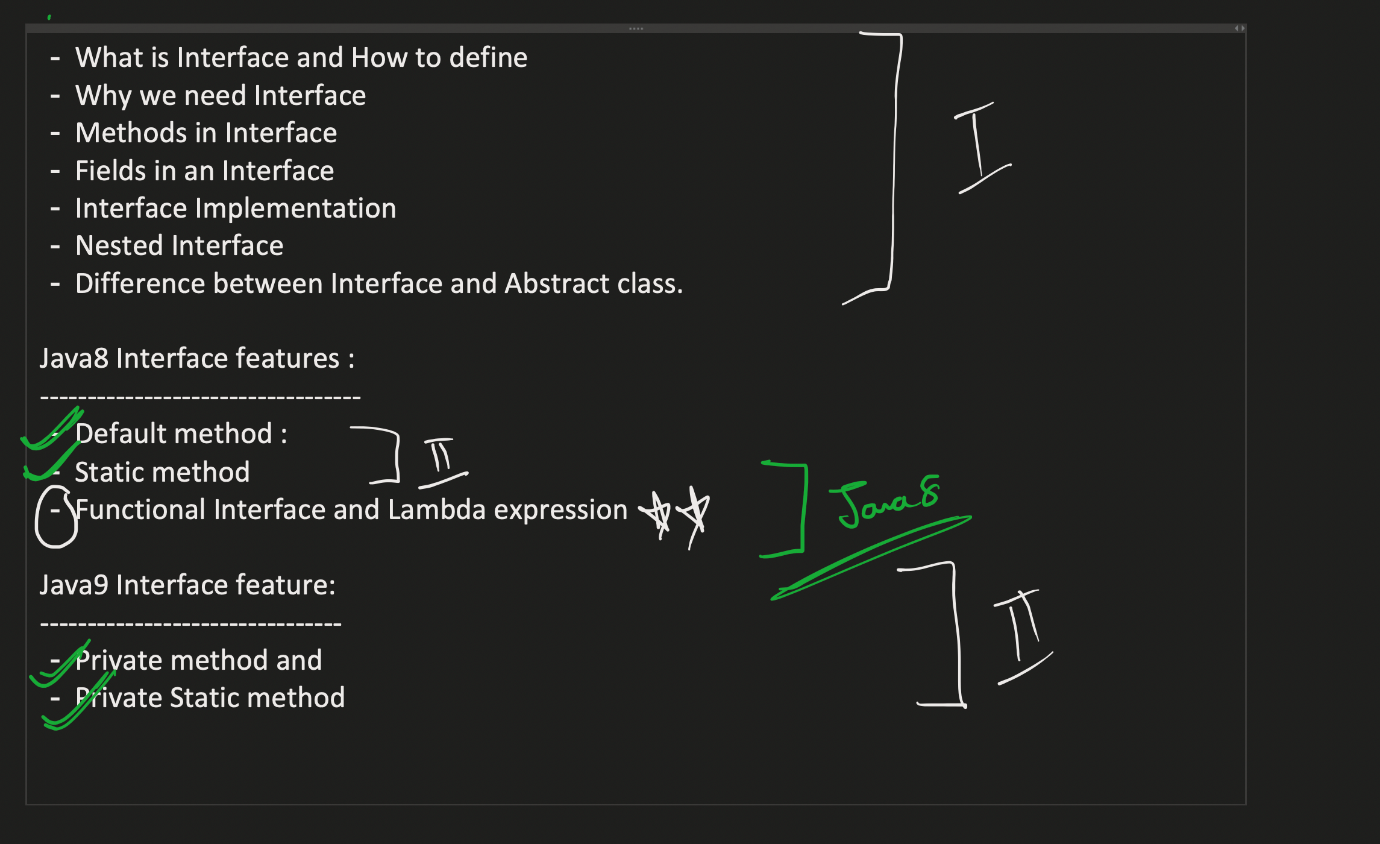 - What is Interface and How to define
- Why we need Interface
- Methods in Interface
- Fields in an Interface
- Interface Implementation
- Nested Interface
- Difference between Interface and Abstract class.
I
Java8 Interface features :
---------------------------------
- Default method :
- Static method
II
- Functional Interface and Lambda expression
Java8
Java9 Interface feature:
-------------------------------
- Private method and
- Private Static method
II